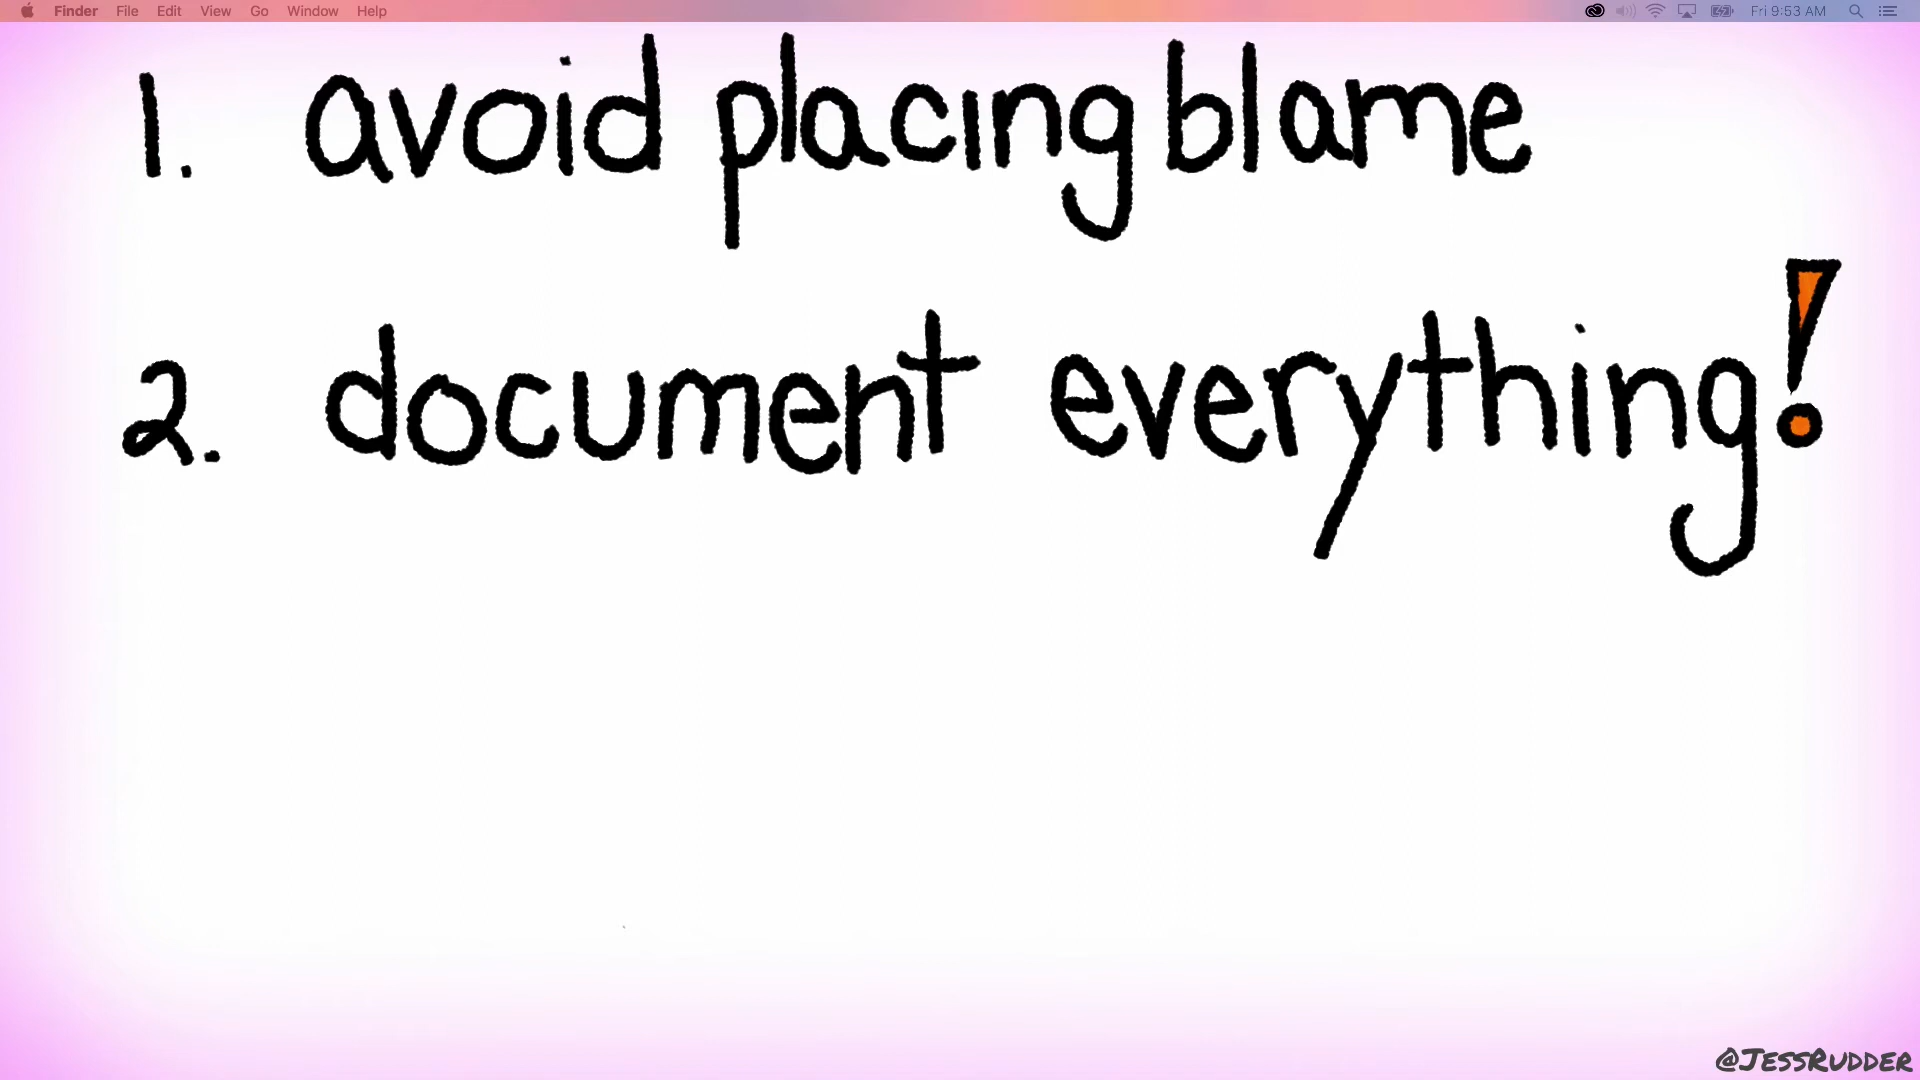 Finder File Edit View Go Window Help Fri 9:53 AM
1. avoid placing blame
2. document everything!
@JessRudder